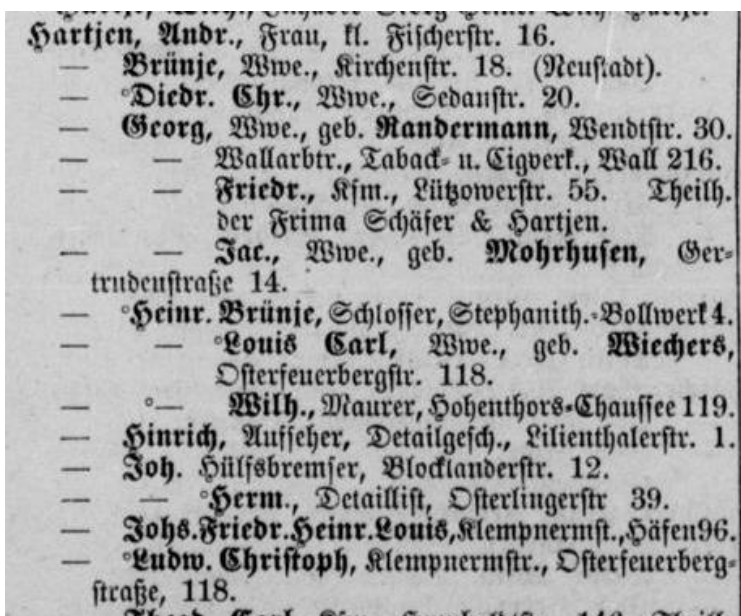 Hartjen, Andr., Frau, kl. Fischerstr. 16.
— Brünje, Wwe., Kirchenstr. 18. (Neustadt).
— °Diedr. Chr., Wwe., Sedanstr. 20.
— Georg, Wwe., geb. Randermann, Wendtstr. 30.
— — Wallarbtr., Taback- u. Cigverk., Wall 216.
— — Friedr., Kfm., Lützowerstr. 55. Theilh.
der Frima Schäfer & Hartjen.
— — Jac., Wwe., geb. Mohrhusen, Ger-
trudenstraße 14.
— °Heinr. Brünje, Schlosser, Stephanith.-Bollwerk 4.
— — °Louis Carl, Wwe., geb. Wiechers,
Osterfeuerbergstr. 118.
— °— Wilh., Maurer, Hohenthors-Chaussee 119.
— Hinrich, Aufseher, Detailgesch., Lilienthalerstr. 1.
— Joh. Hülfsbremser, Blocklanderstr. 12.
— — °Herm., Detaillist, Osterlingerstr 39.
— Johs. Friedr. Heinr. Louis, Klempnermst., Häfen 96.
— °Ludw. Christoph, Klempnermstr., Osterfeuerberg-
straße, 118.